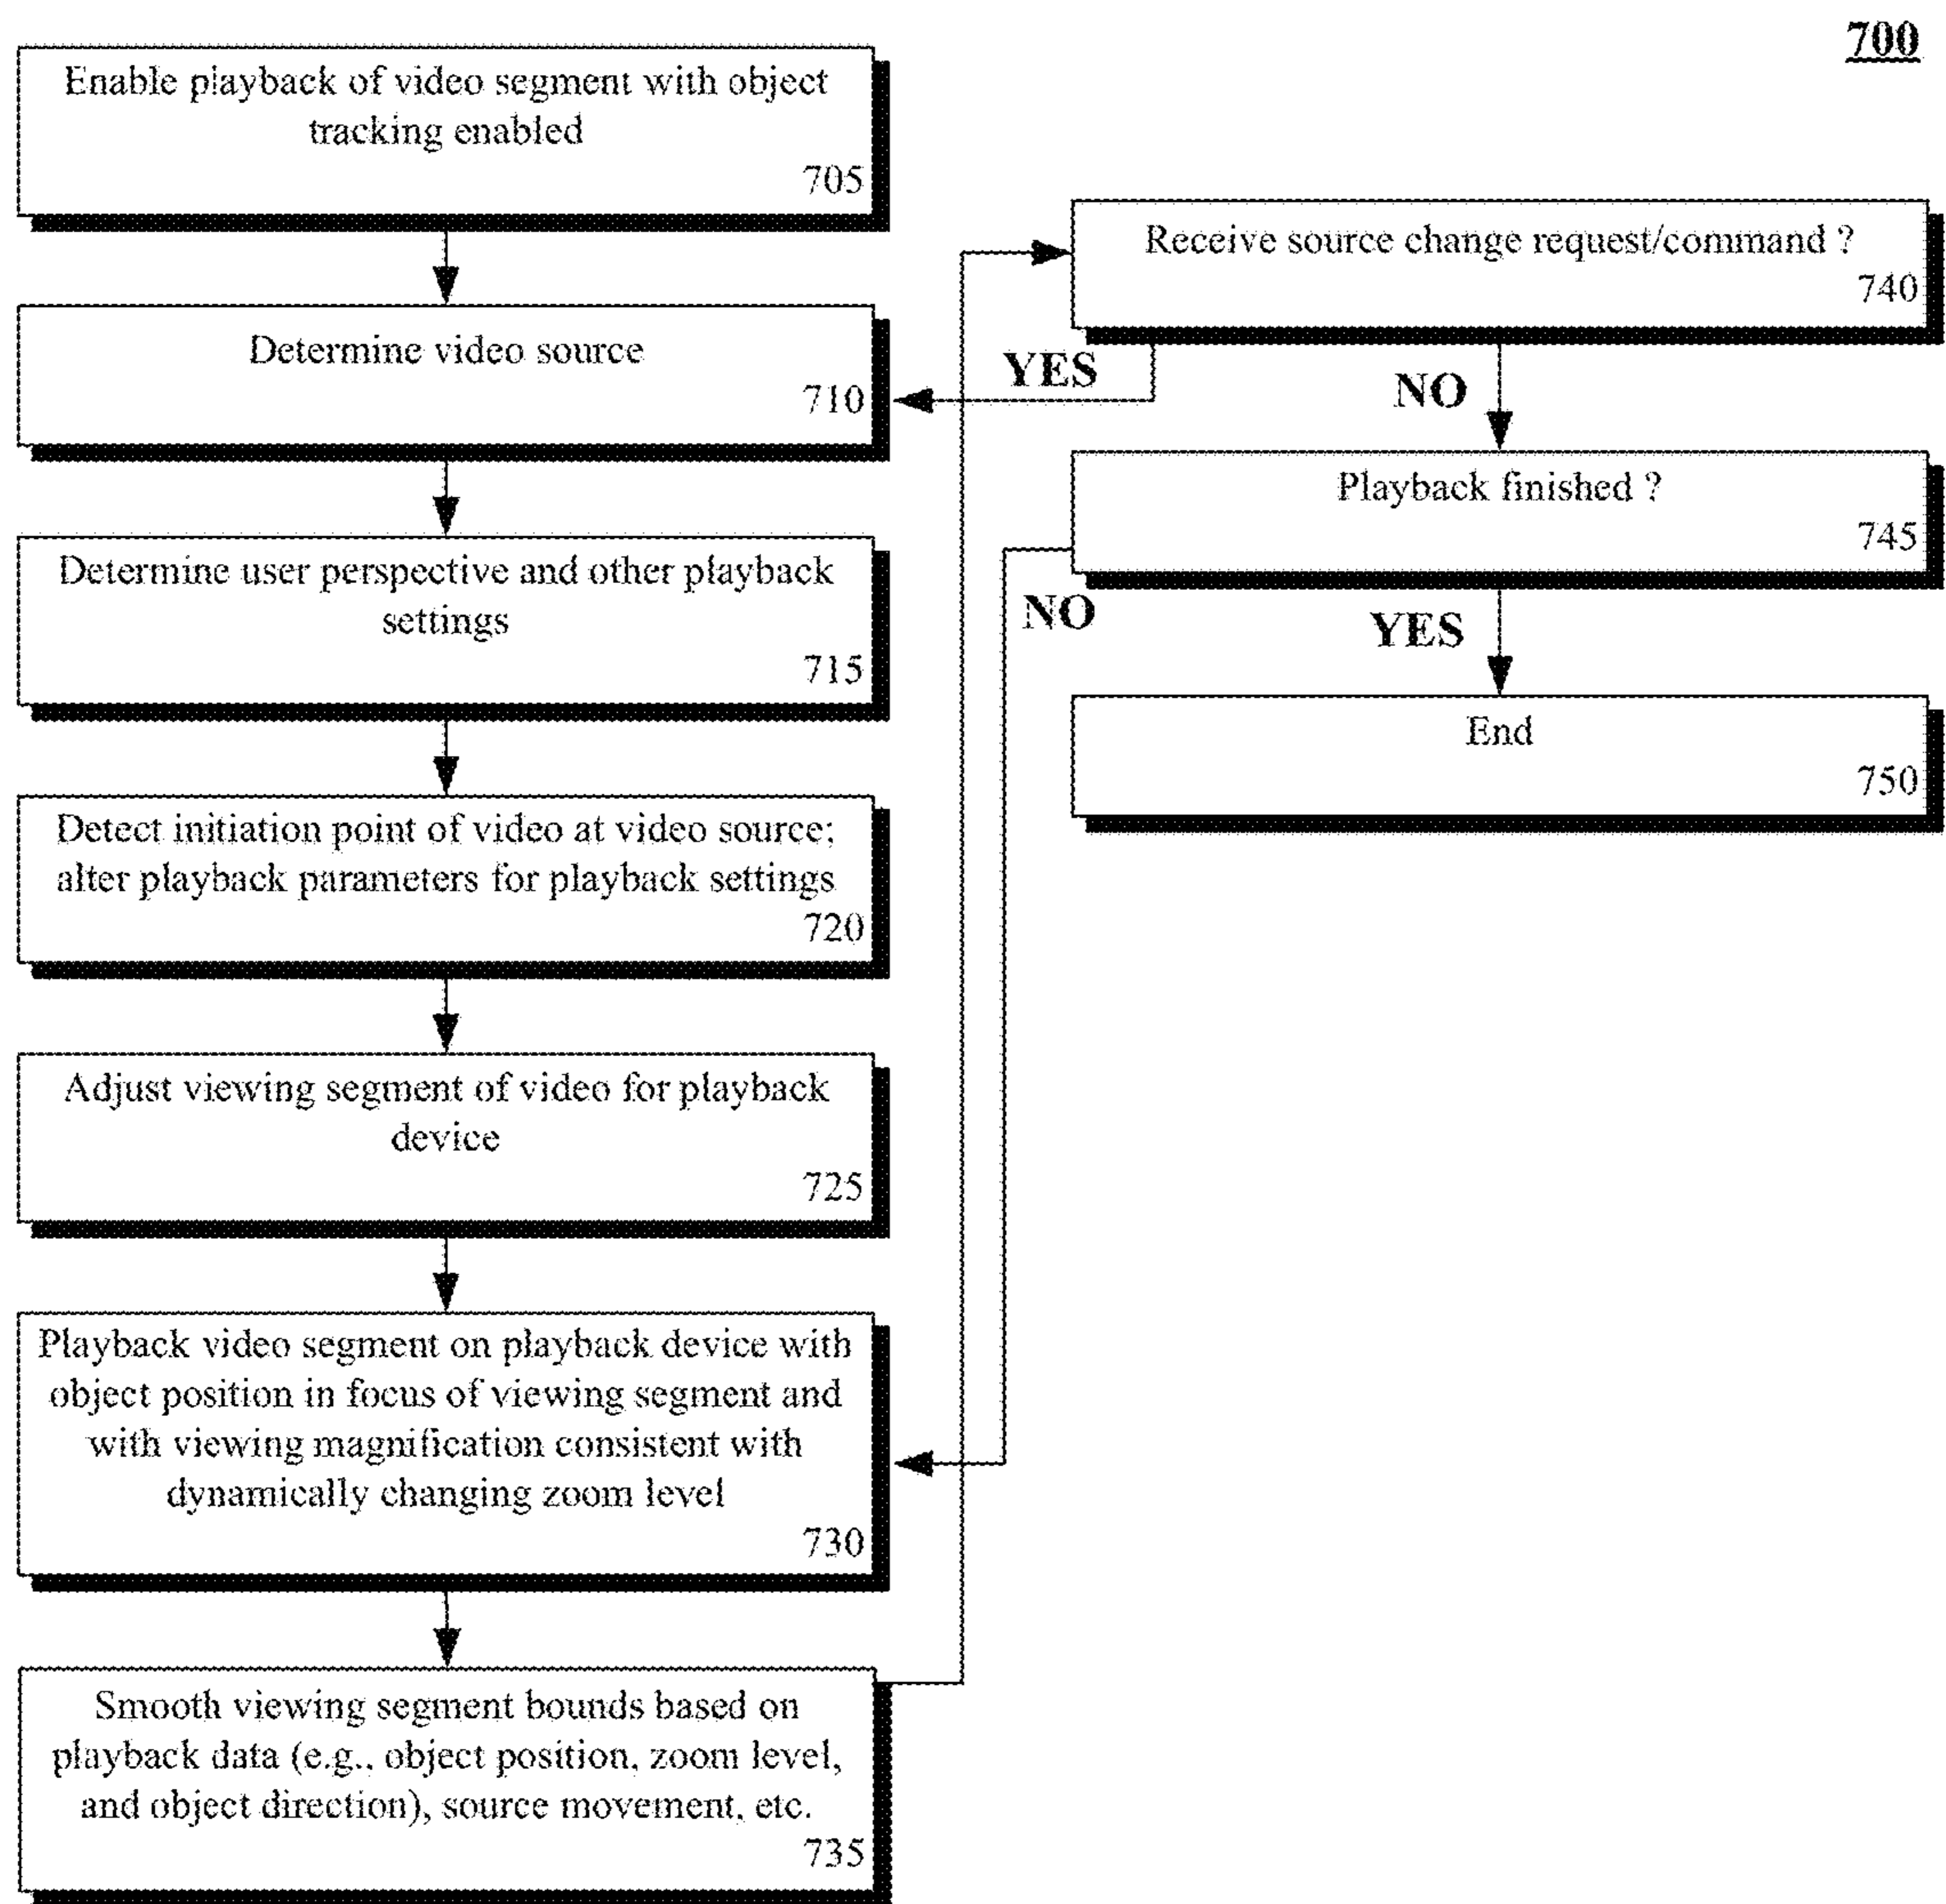 700
Enable playback of video segment with object
tracking enabled
705
Determine video source
710
Determine user perspective and other playback
settings
715
Detect initiation point of video at video source;
alter playback parameters for playback settings
720
Adjust viewing segment of video for playback
device
725
Playback video segment on playback device with
object position in focus of viewing segment and
with viewing magnification consistent with
dynamically changing zoom level
730
Smooth viewing segment bounds based on
playback data (e.g., object position, zoom level,
and object direction), source movement, etc.
735
Receive source change request/command ?
740
YES
NO
Playback finished ?
745
NO
YES
End
750